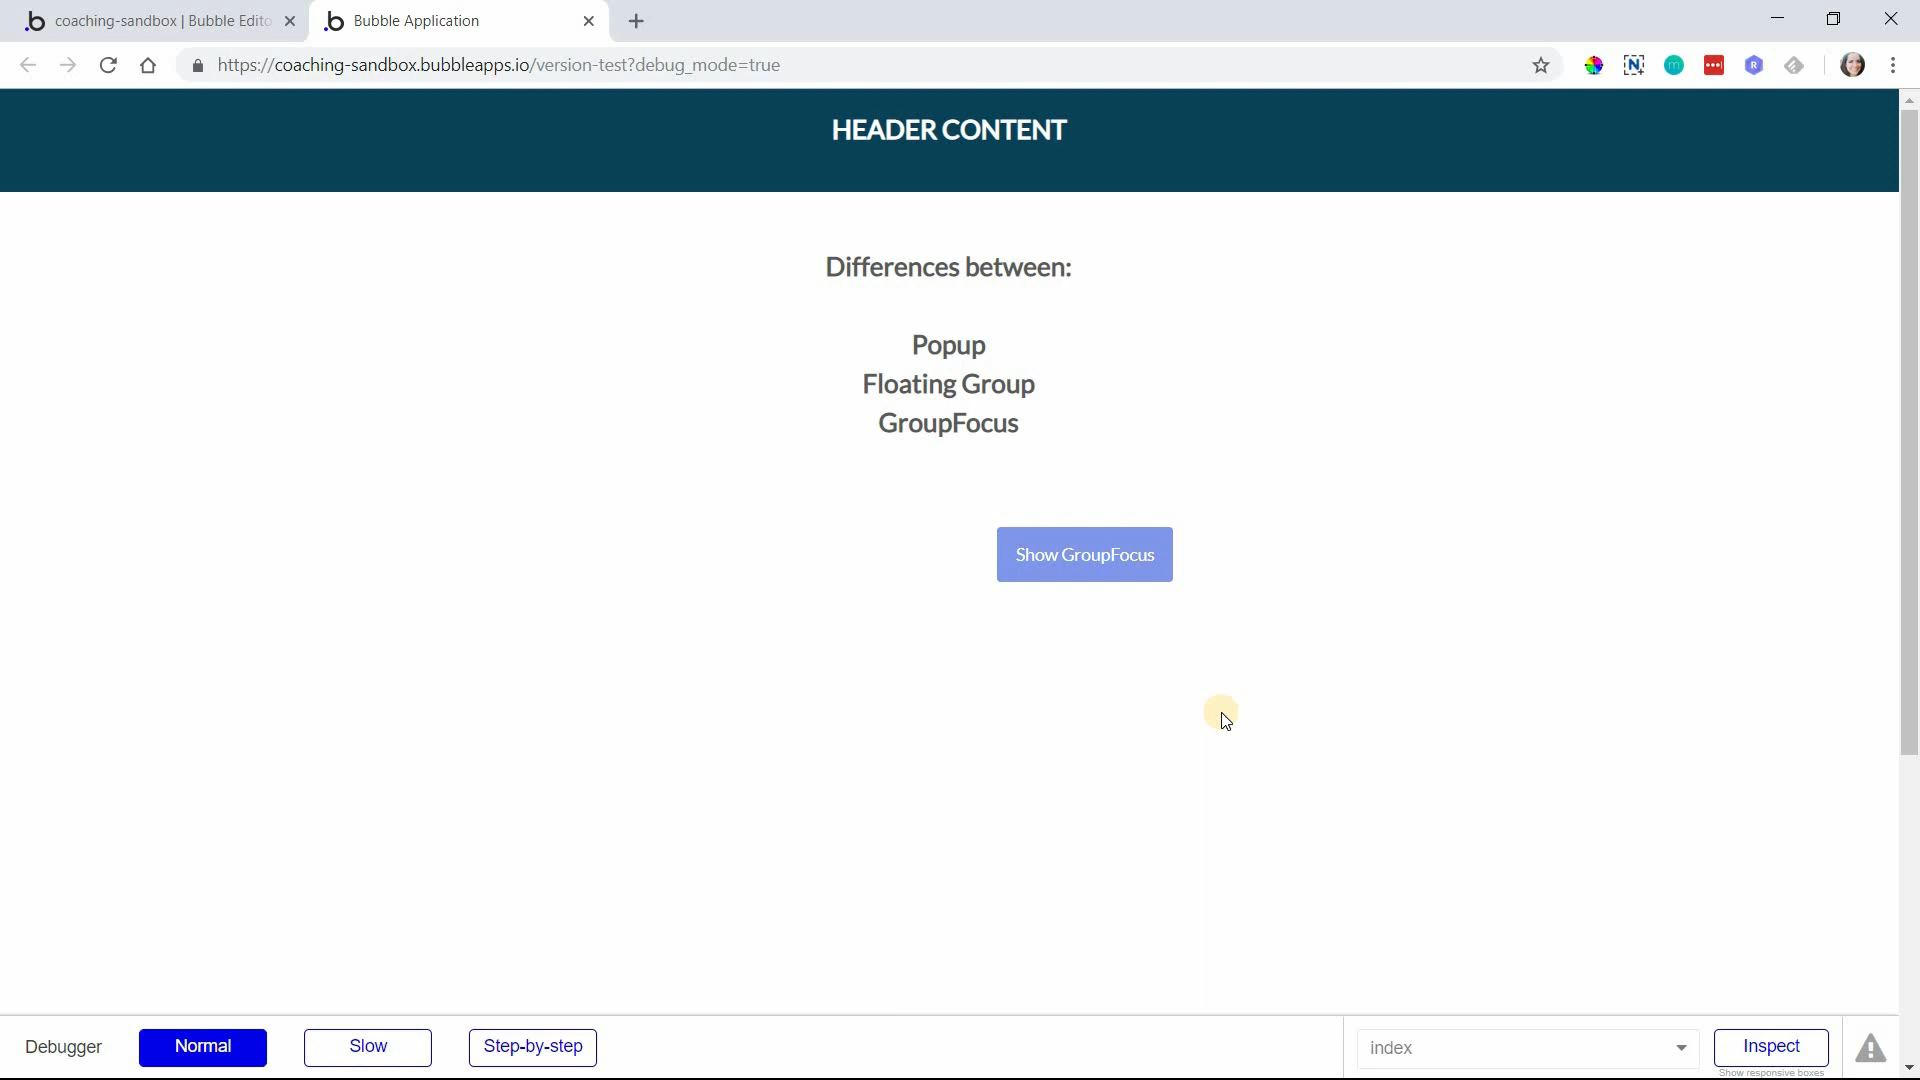 coaching-sandbox | Bubble Edito
Bubble Application
https://coaching-sandbox.bubbleapps.io/version-test?debug_mode=true
HEADER CONTENT
Differences between:
Popup
Floating Group
GroupFocus
Show GroupFocus
Debugger
Normal
Slow
Step-by-step
index
Inspect
Show responsive boxes